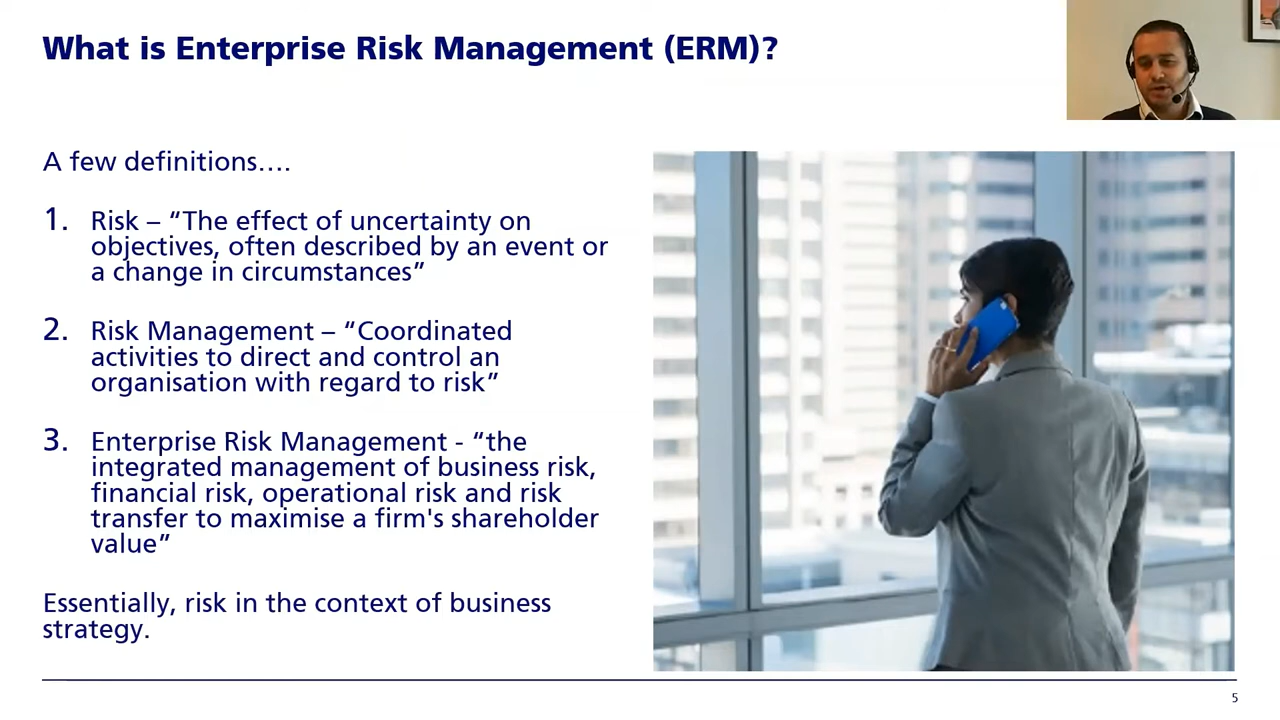 What is Enterprise Risk Management (ERM)?
A few definitions....
1. Risk – “The effect of uncertainty on
objectives, often described by an event or
a change in circumstances”
2. Risk Management – “Coordinated
activities to direct and control an
organisation with regard to risk”
3. Enterprise Risk Management - “the
integrated management of business risk,
financial risk, operational risk and risk
transfer to maximise a firm's shareholder
value”
Essentially, risk in the context of business
strategy.
5